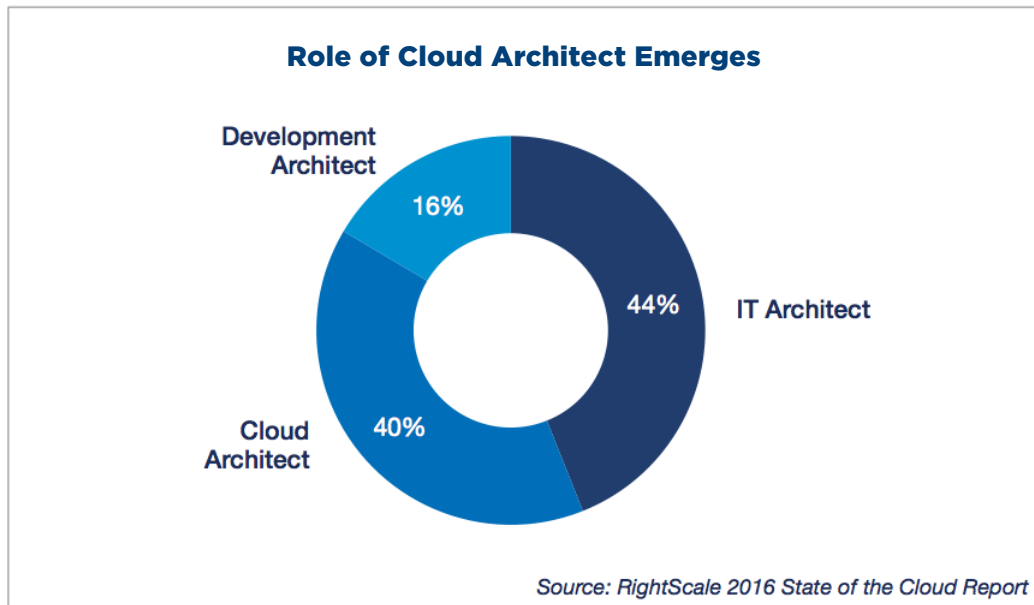 Role of Cloud Architect Emerges
Development
Architect
16%
44%
IT Architect
40%
Cloud
Architect
Source: RightScale 2016 State of the Cloud Report